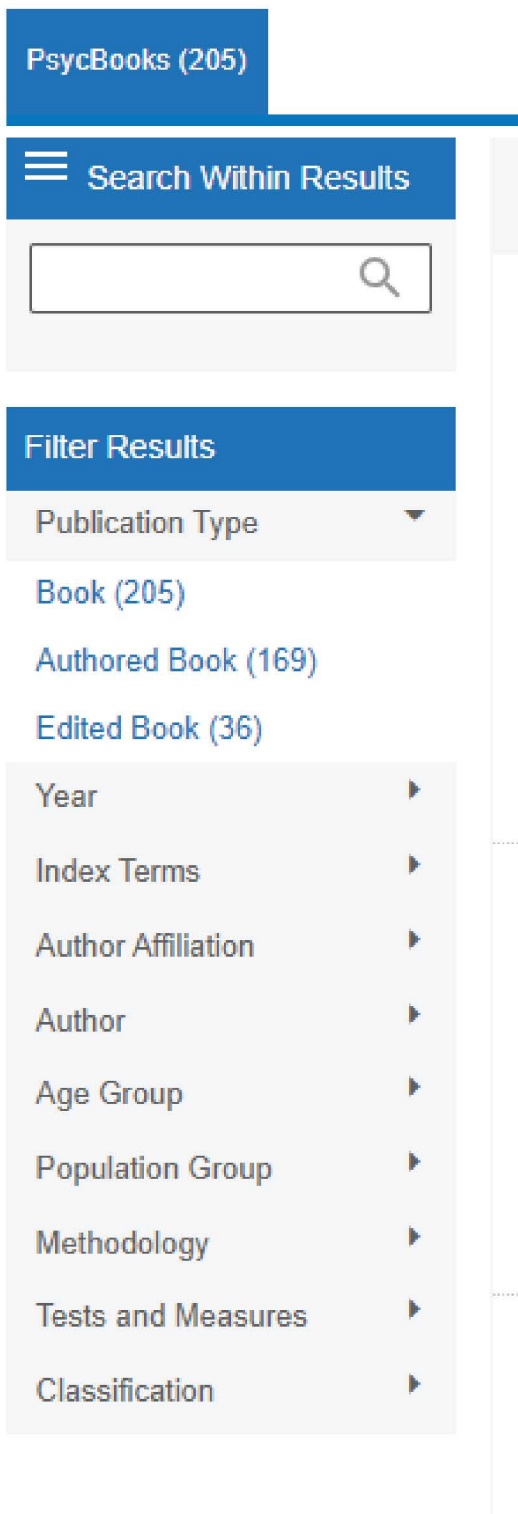 PsycBooks (205)
Search Within Results
Filter Results
Publication Type
Book (205)
Authored Book (169)
Edited Book (36)
Year
Index Terms
Author Affiliation
Author
Age Group
Population Group
Methodology
Tests and Measures
Classification